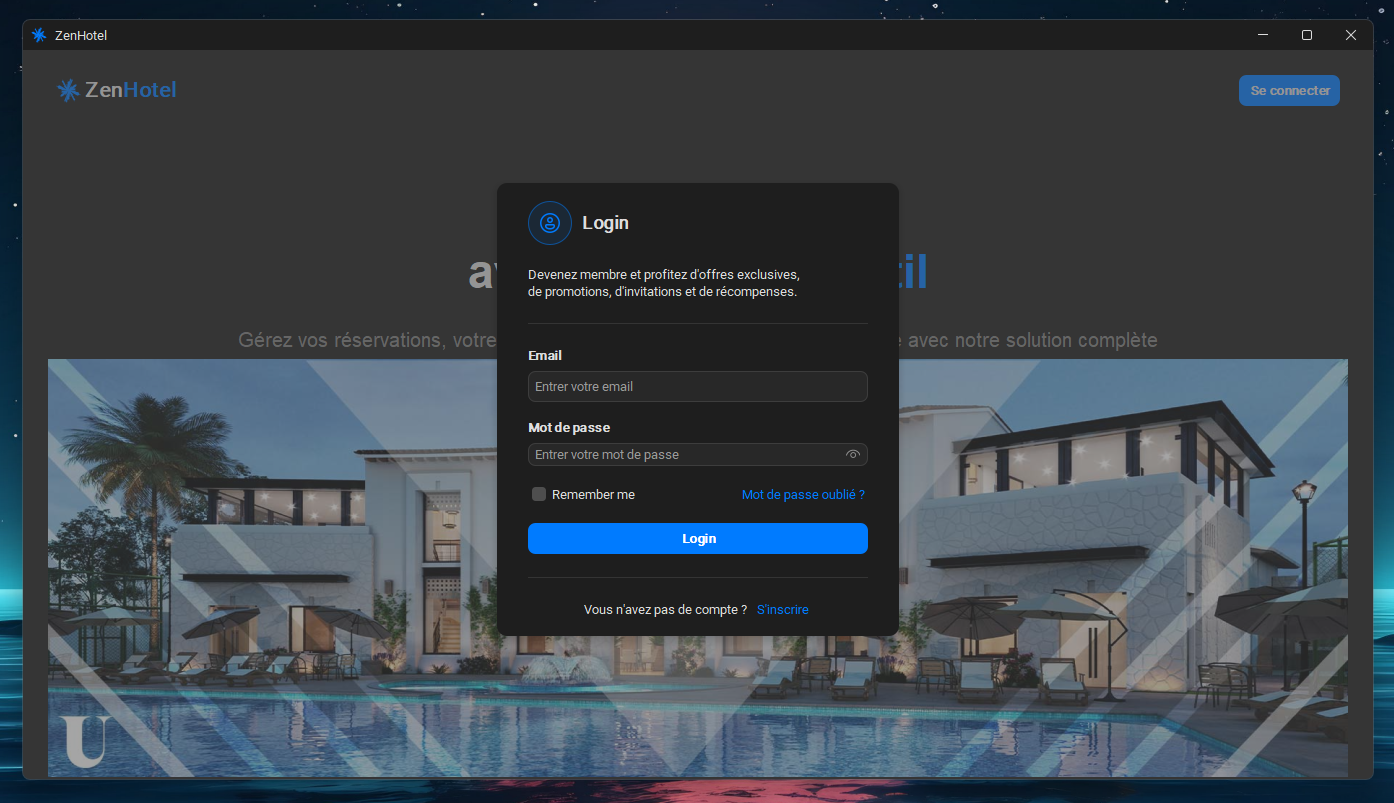 ZenHotel
ZenHotel
Se connecter
Login
Devenez membre et profitez d'offres exclusives,
de promotions, d'invitations et de récompenses.
Gérez vos réservations, votre
avec notre solution complète
Email
Entrer votre email
Mot de passe
Entrer votre mot de passe
Remember me
Mot de passe oublié ?
Login
Vous n'avez pas de compte ? S'inscrire
U